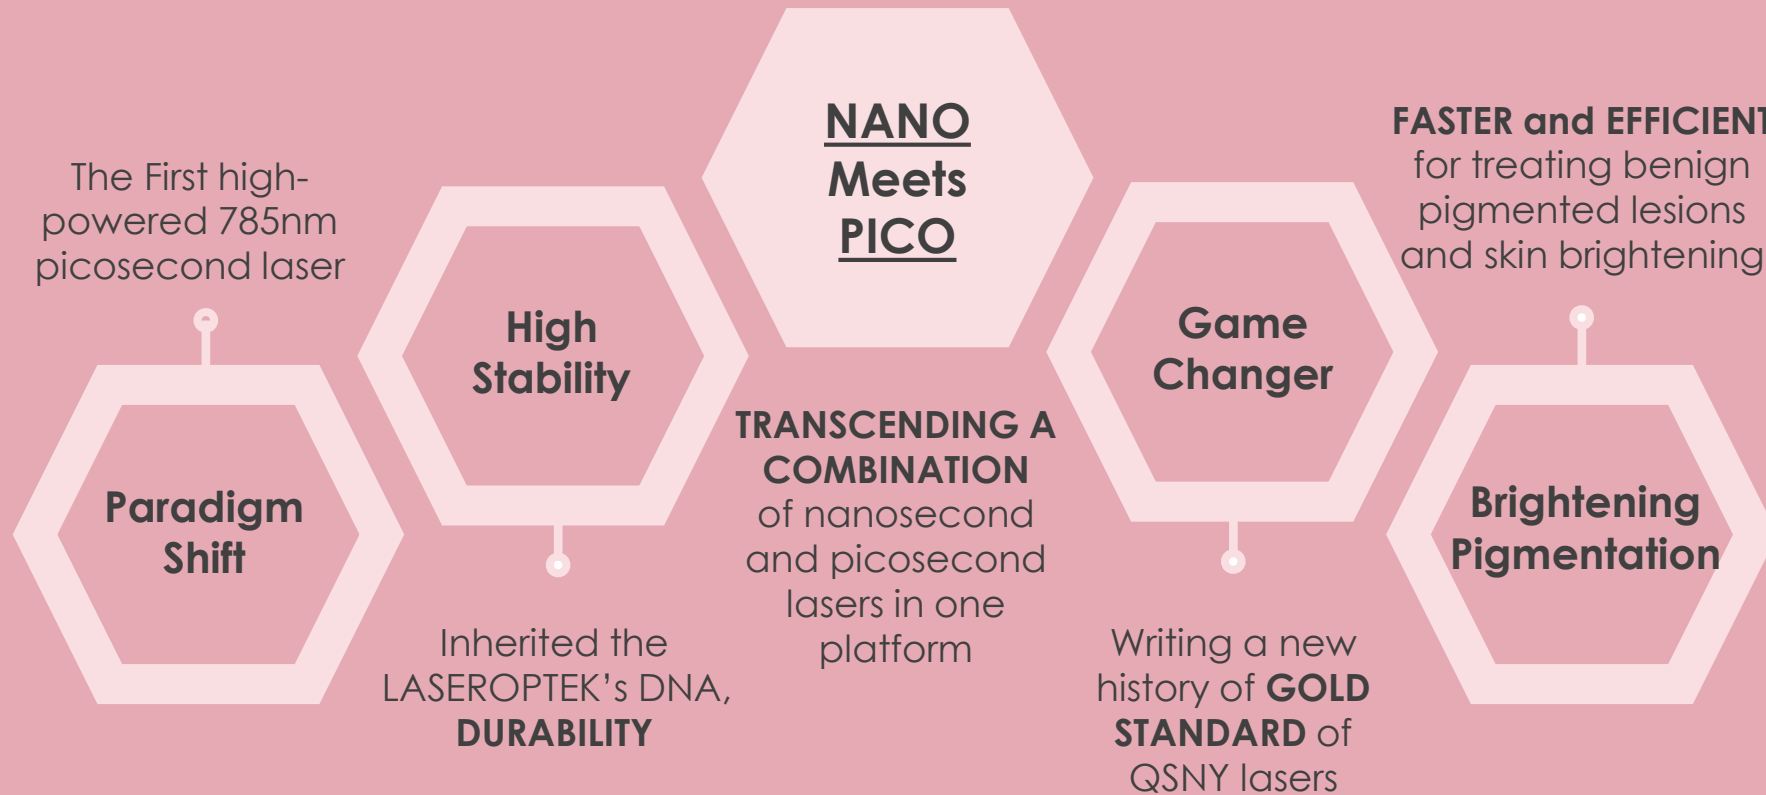 The First high-
powered 785nm
picosecond laser
Paradigm
Shift
High
Stability
Inherited the
LASEROPTEK’s DNA,
DURABILITY
NANO
Meets
PICO
TRANSCENDING A
COMBINATION
of nanosecond
and picosecond
lasers in one
platform
Game
Changer
Writing a new
history of GOLD
STANDARD of
QSNY lasers
FASTER and EFFICIENT
for treating benign
pigmented lesions
and skin brightening
Brightening
Pigmentation